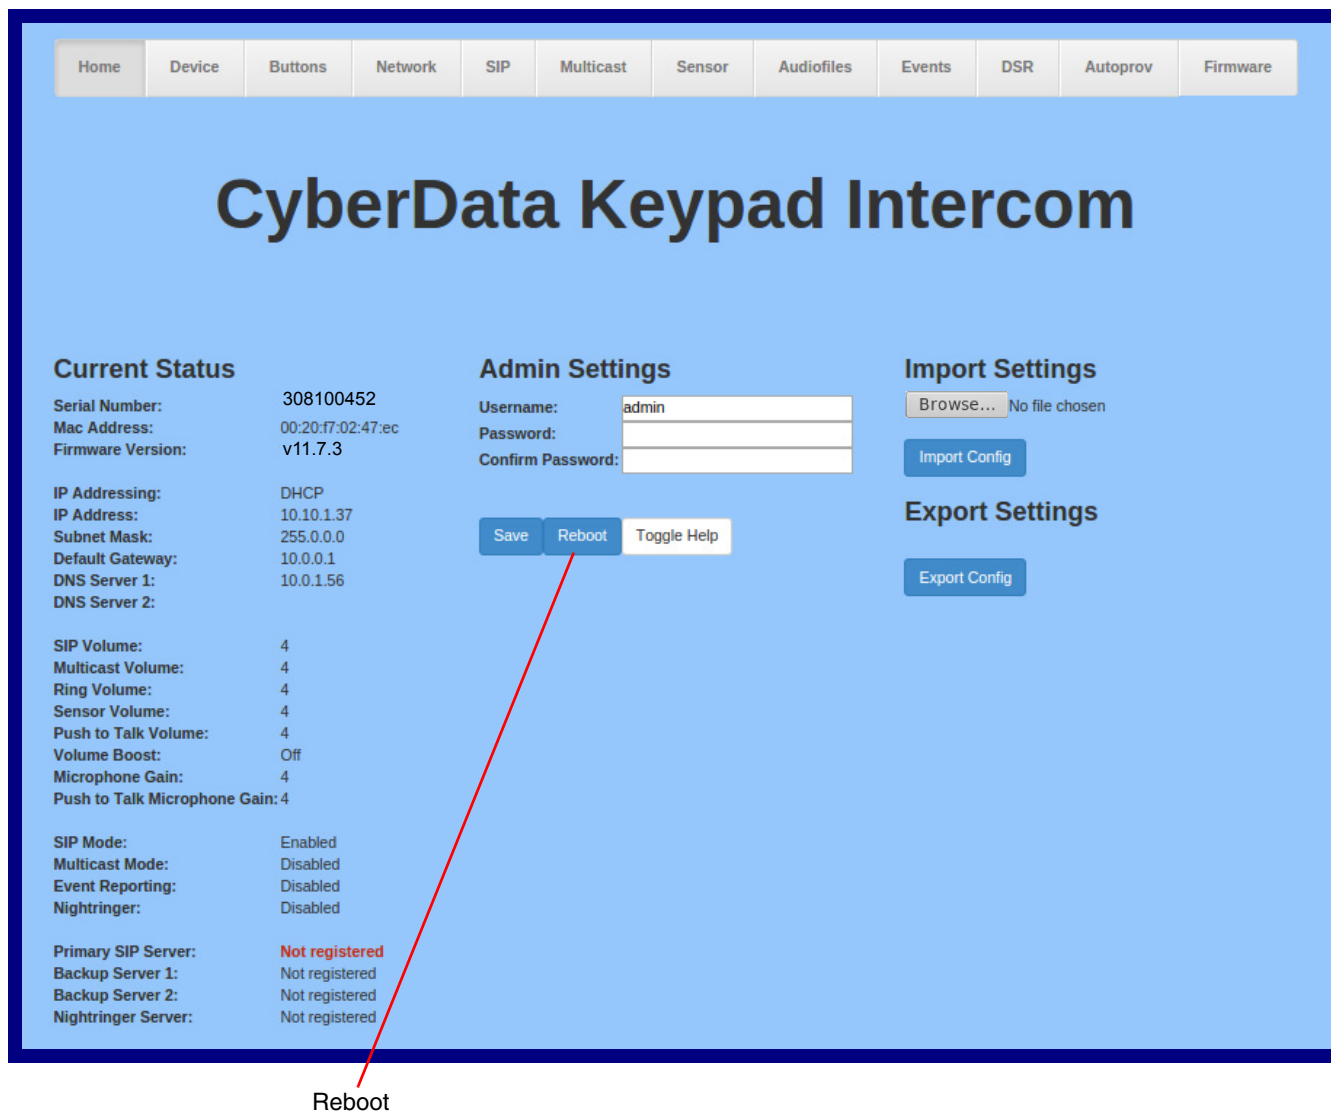 Home Device Buttons Network SIP Multicast Sensor Audiofiles Events DSR Autoprov Firmware
CyberData Keypad Intercom
Current Status
Serial Number: 308100452
Mac Address: 00:20:f7:02:47:ec
Firmware Version: v11.7.3
IP Addressing: DHCP
IP Address: 10.10.1.37
Subnet Mask: 255.0.0.0
Default Gateway: 10.0.0.1
DNS Server 1: 10.0.1.56
DNS Server 2:
SIP Volume: 4
Multicast Volume: 4
Ring Volume: 4
Sensor Volume: 4
Push to Talk Volume: 4
Volume Boost: Off
Microphone Gain: 4
Push to Talk Microphone Gain: 4
SIP Mode: Enabled
Multicast Mode: Disabled
Event Reporting: Disabled
Nightringer: Disabled
Primary SIP Server: Not registered
Backup Server 1: Not registered
Backup Server 2: Not registered
Nightringer Server: Not registered
Admin Settings
Username: admin
Password:
Confirm Password:
Save Reboot Toggle Help
Import Settings
Browse... No file chosen
Import Config
Export Settings
Export Config
Reboot